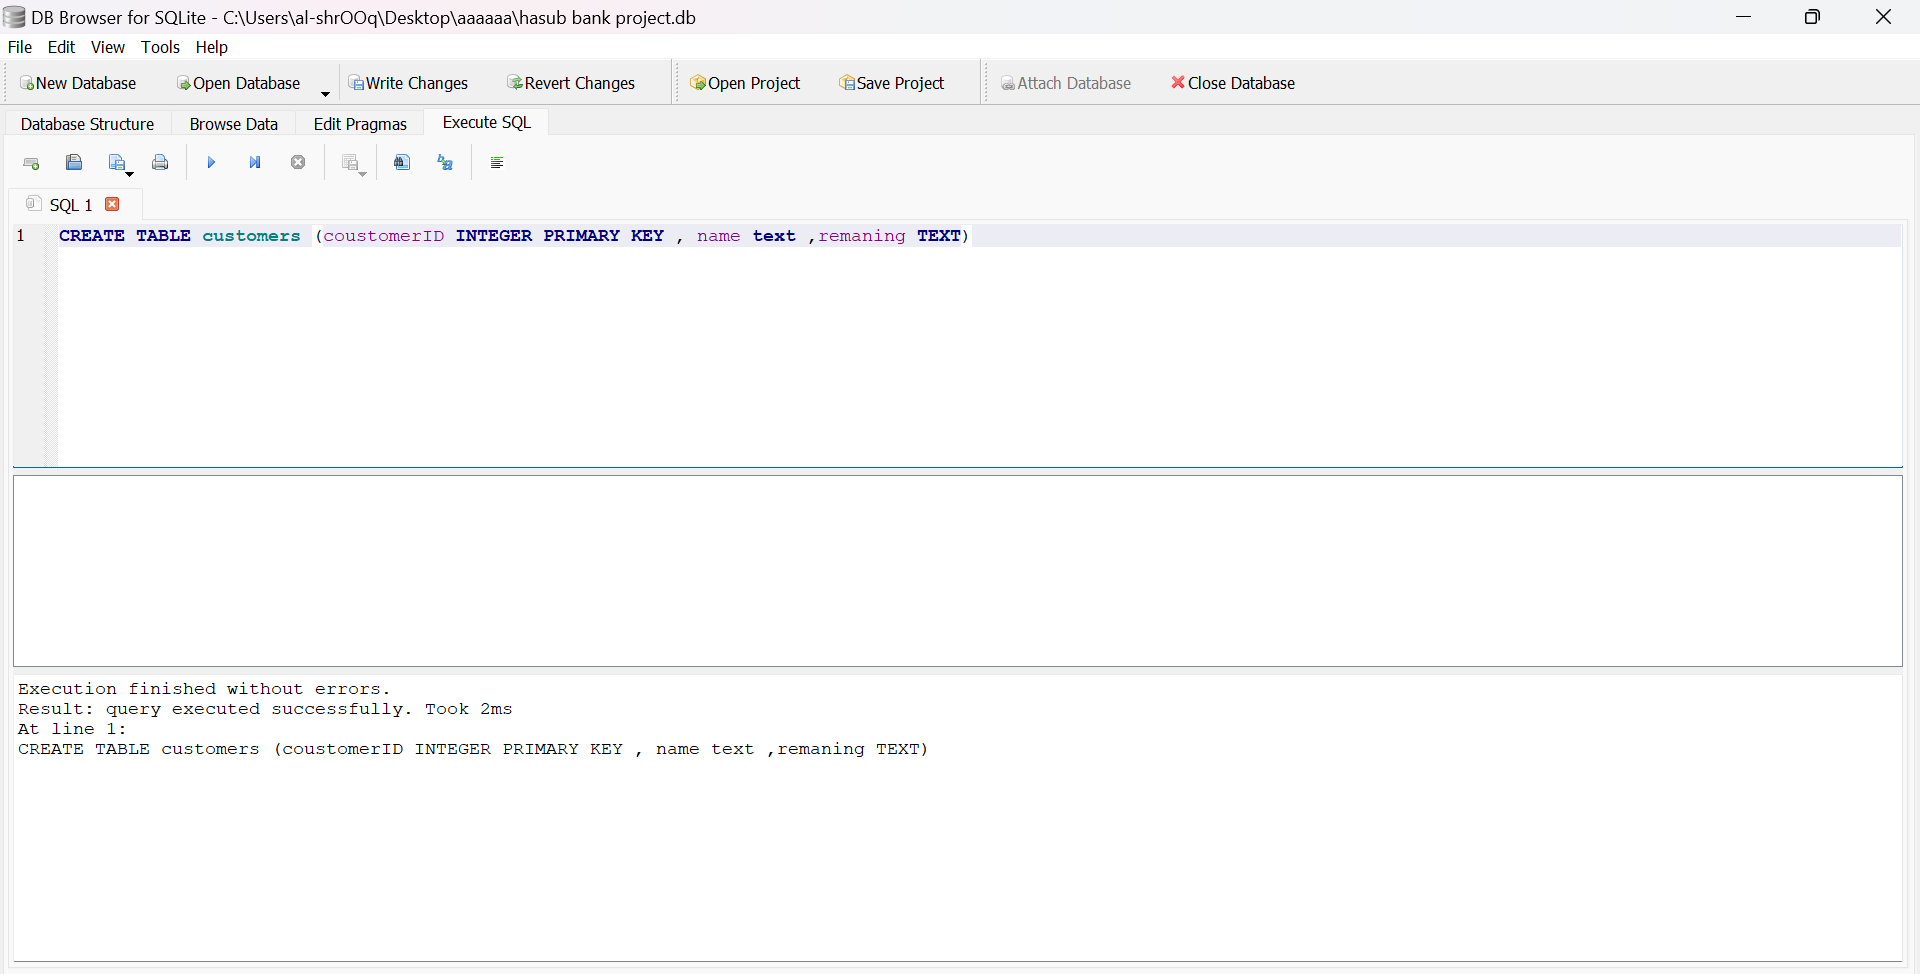 DB Browser for SQLite - C:\Users\al-shrOOq\Desktop\aaaaaa\hasub bank project.db
File Edit View Tools Help
New Database Open Database Write Changes Revert Changes Open Project Save Project Attach Database Close Database
Database Structure Browse Data Edit Pragmas Execute SQL
SQL 1
1 CREATE TABLE customers (coustomerID INTEGER PRIMARY KEY , name text ,remaning TEXT)
Execution finished without errors.
Result: query executed successfully. Took 2ms
At line 1:
CREATE TABLE customers (coustomerID INTEGER PRIMARY KEY , name text ,remaning TEXT)